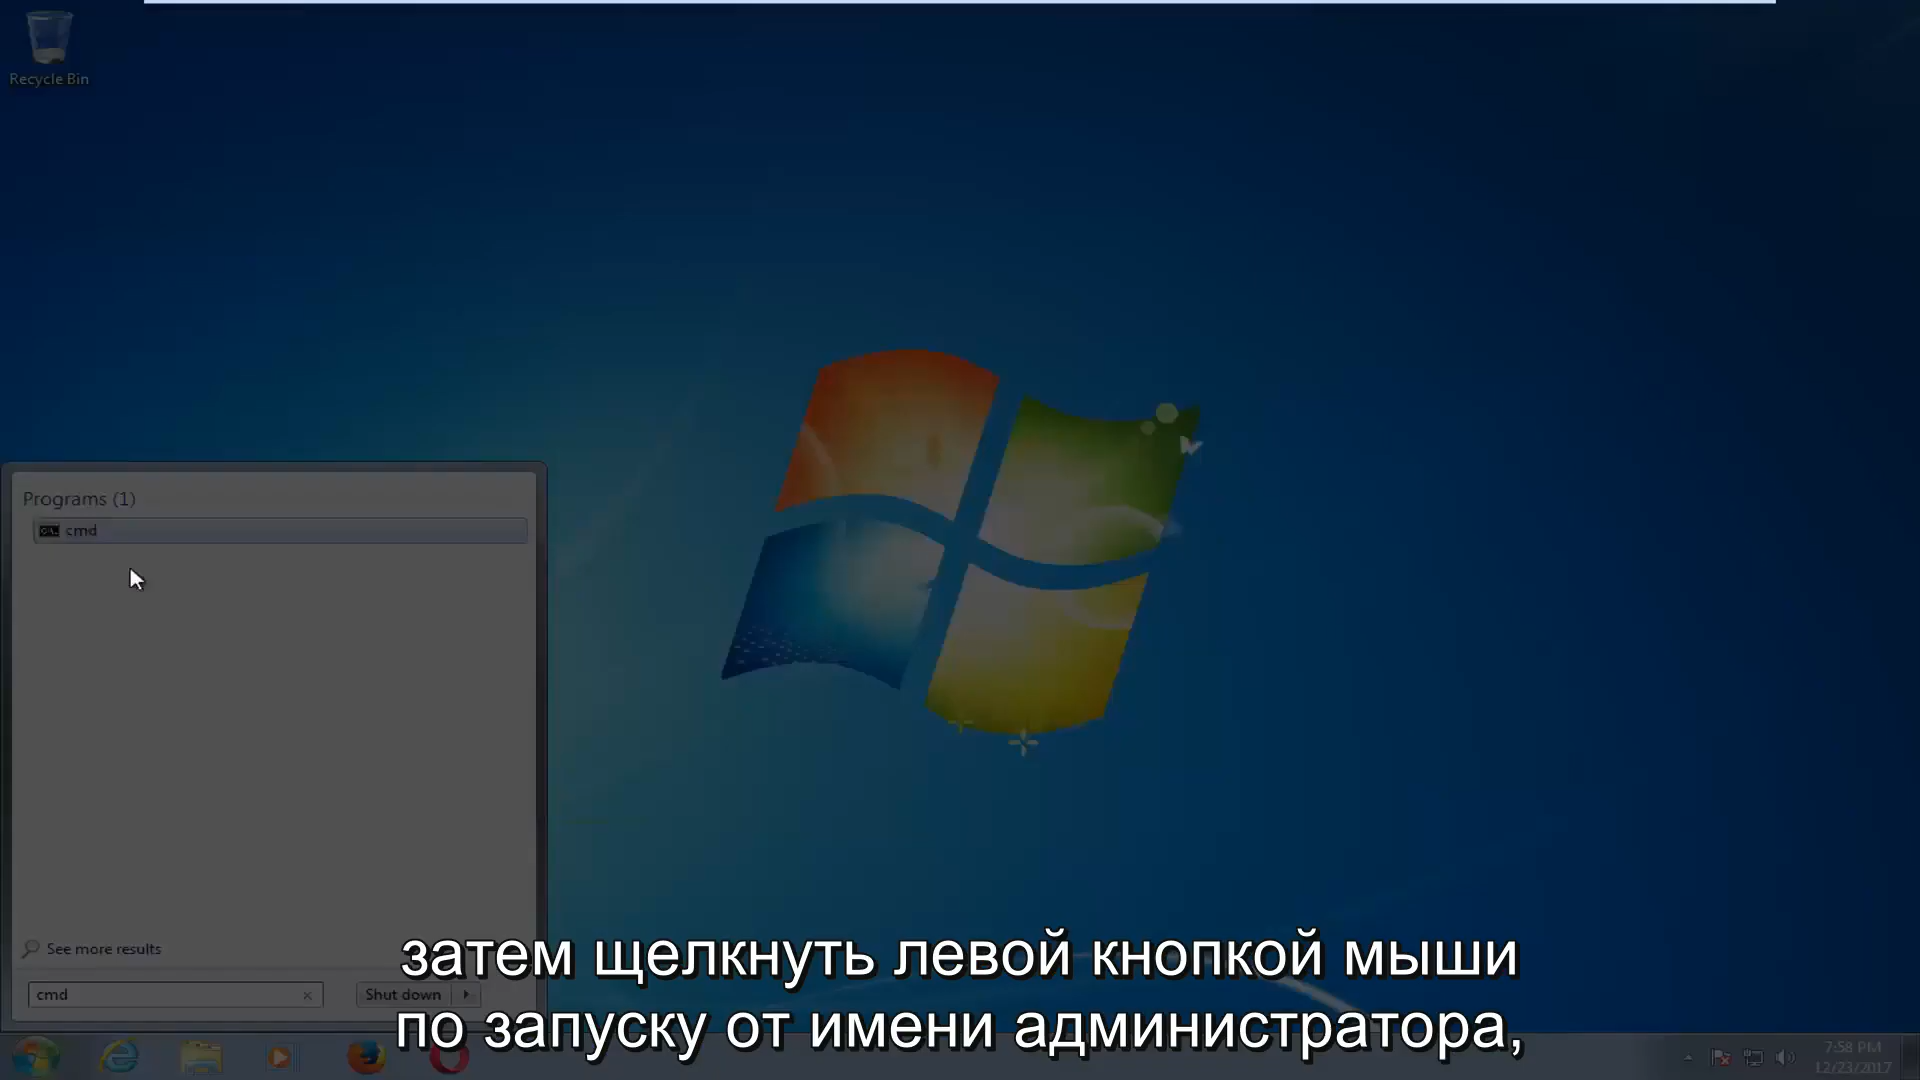 Recycle Bin
Programs (1)
cmd
See more results
cmd
Shut down
затем щелкнуть левой кнопкой мыши
по запуску от имени администратора,
7:58 PM
12/23/2017